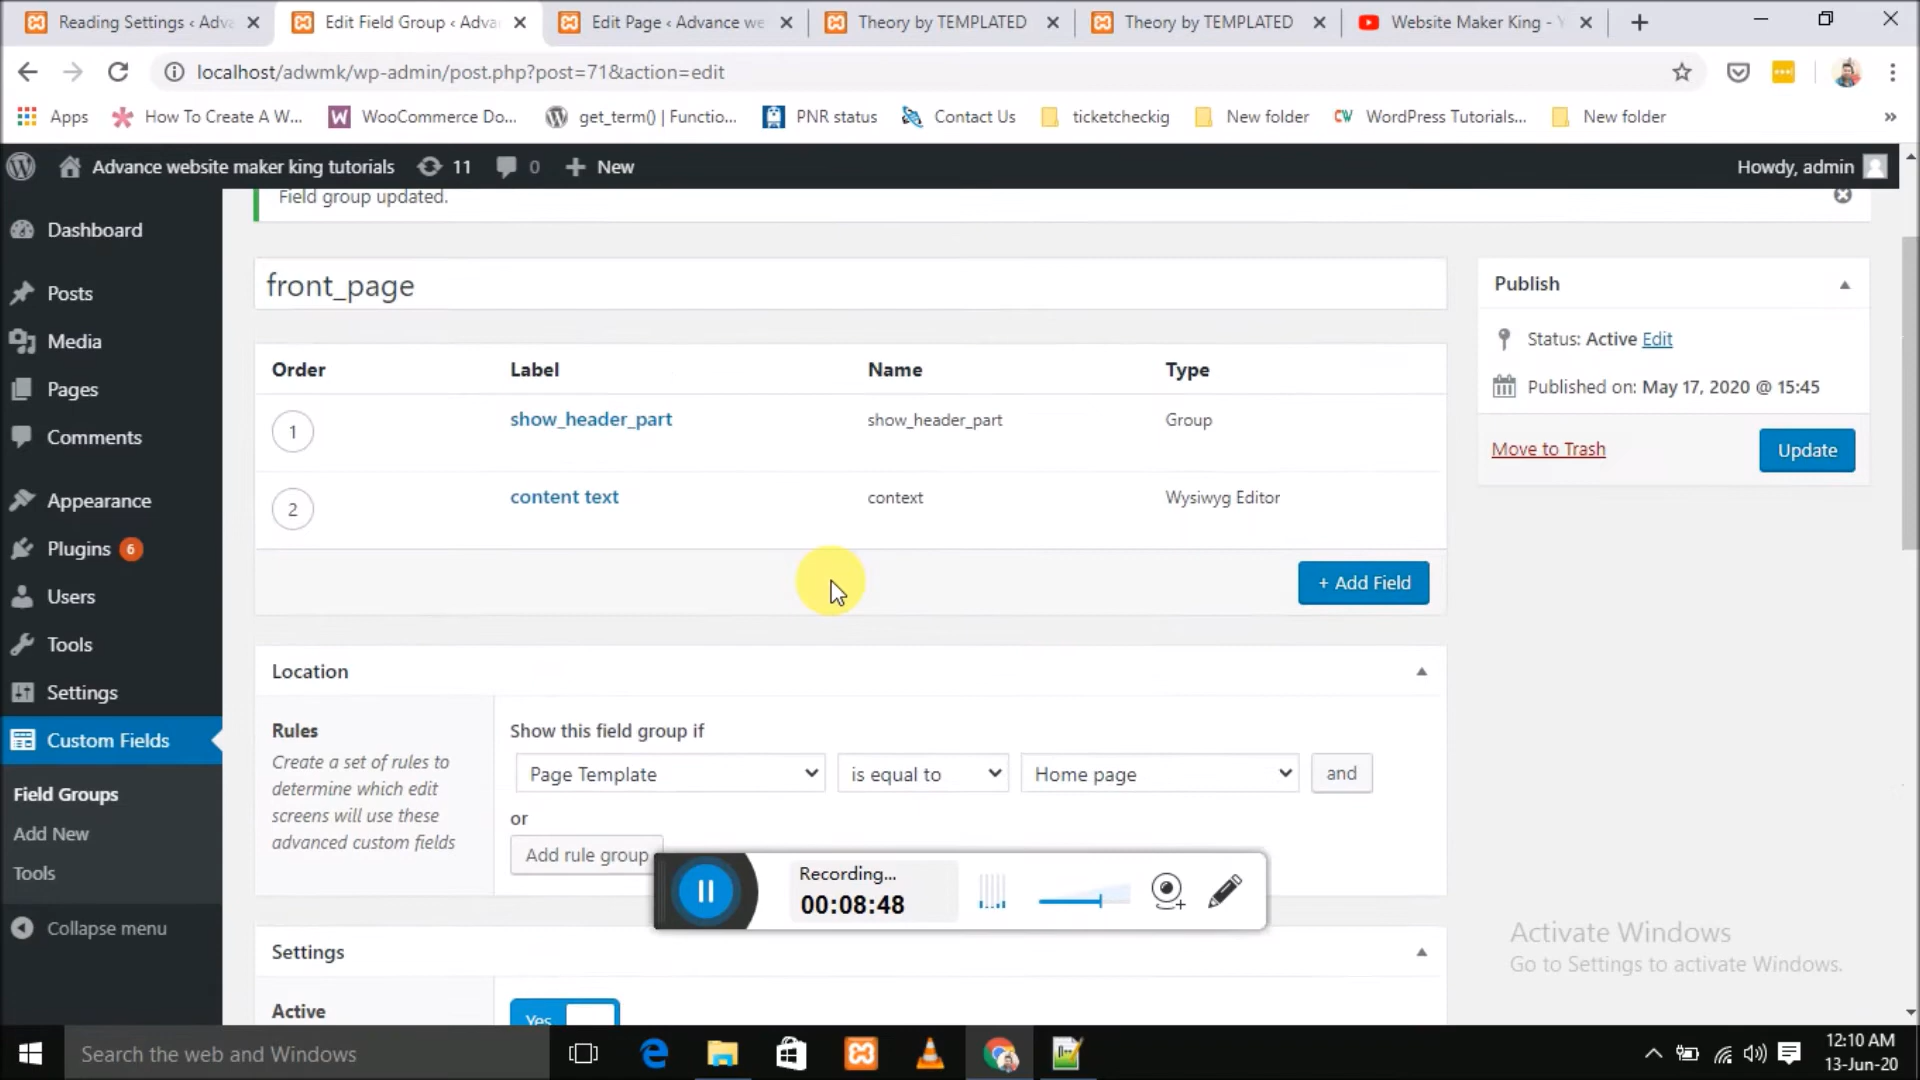 Reading Settings ‹ Adva
Edit Field Group ‹ Advan
Edit Page ‹ Advance we
Theory by TEMPLATED
Theory by TEMPLATED
Website Maker King - Y
localhost/adwmk/wp-admin/post.php?post=71&action=edit
Apps
How To Create A W...
WooCommerce Do...
get_term() | Functio...
PNR status
Contact Us
ticketcheckig
New folder
WordPress Tutorials...
New folder
»
Advance website maker king tutorials
11
0
New
Howdy, admin
Dashboard
Posts
Media
Pages
Comments
Appearance
Plugins 6
Users
Tools
Settings
Custom Fields
Field Groups
Add New
Tools
Collapse menu
Field group updated.
front_page
Order Label Name Type
1 show_header_part show_header_part Group
2 content text context Wysiwyg Editor
+ Add Field
Publish
Status: Active Edit
Published on: May 17, 2020 @ 15:45
Move to Trash
Update
Location
Rules
Create a set of rules to
determine which edit
screens will use these
advanced custom fields
Show this field group if
Page Template
is equal to
Home page
and
or
Add rule group
Recording...
00:08:48
Settings
Active
Yes
Activate Windows
Go to Settings to activate Windows.
Search the web and Windows
12:10 AM
13-Jun-20